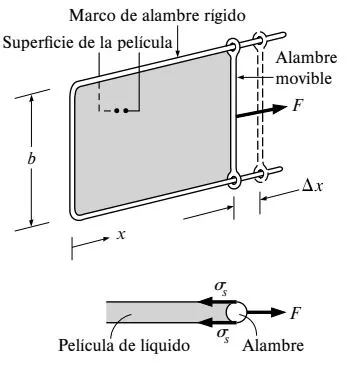 Marco de alambre rígido
Superficie de la película
Alambre
movible
F
b
Δx
x
σs
F
σs
Película de líquido
Alambre